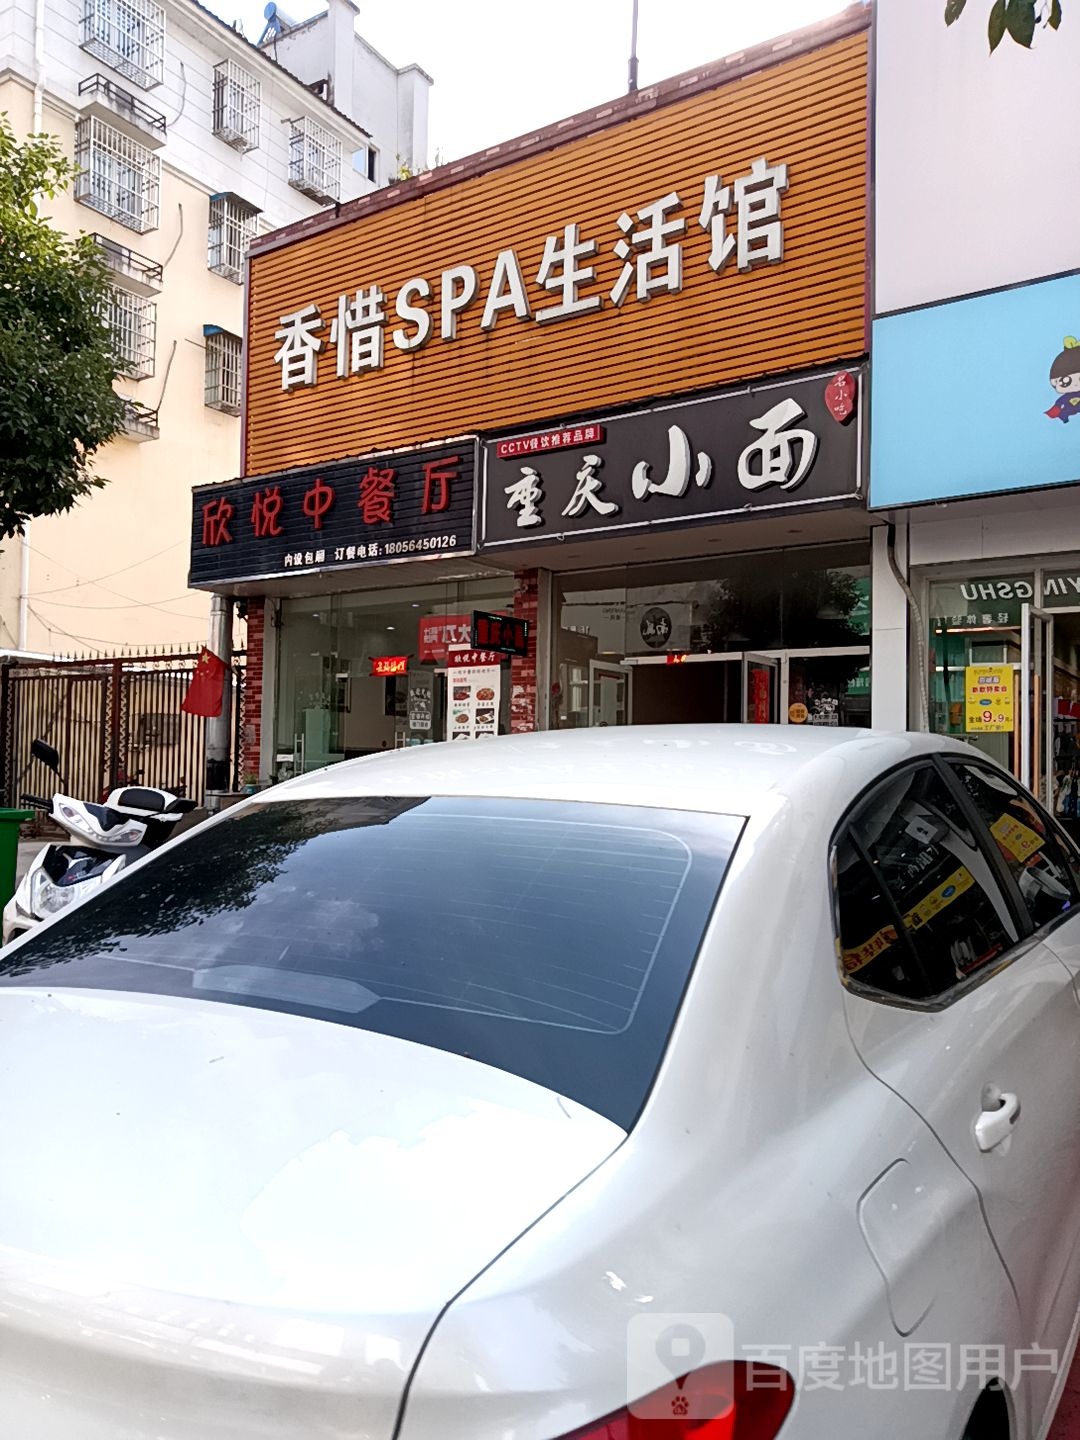 香惜SPA生活馆
欣悦中餐厅
内设包厢 订餐电话:18056450126
CCTV餐饮推荐品牌
重庆小面
名小吃
欣悦中餐厅
YINGSHU
9.9元
百度地图用户